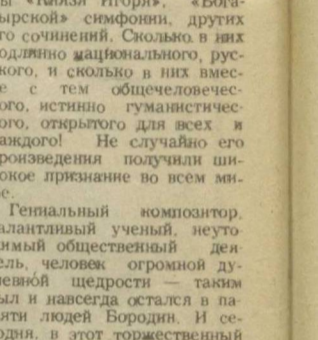 ы «Князя Игоря», «Бога-
ырской» симфонии, других
го сочинений. Сколько в них
одлинно национального, рус-
кого, и сколько в них вмес-
е с тем общечеловечес-
ого, истинно гуманистичес-
ого, открытого для всех и
аждого! Не случайно его
роизведения получили ши-
окое признание во всем ми-
е.
Гениальный композитор,
алантливый ученый, неуто-
имый общественный дея-
ель, человек огромной ду-
евной щедрости — таким
ыл и навсегда остался в па-
яти людей Бородин. И се-
одня, в этот торжественный